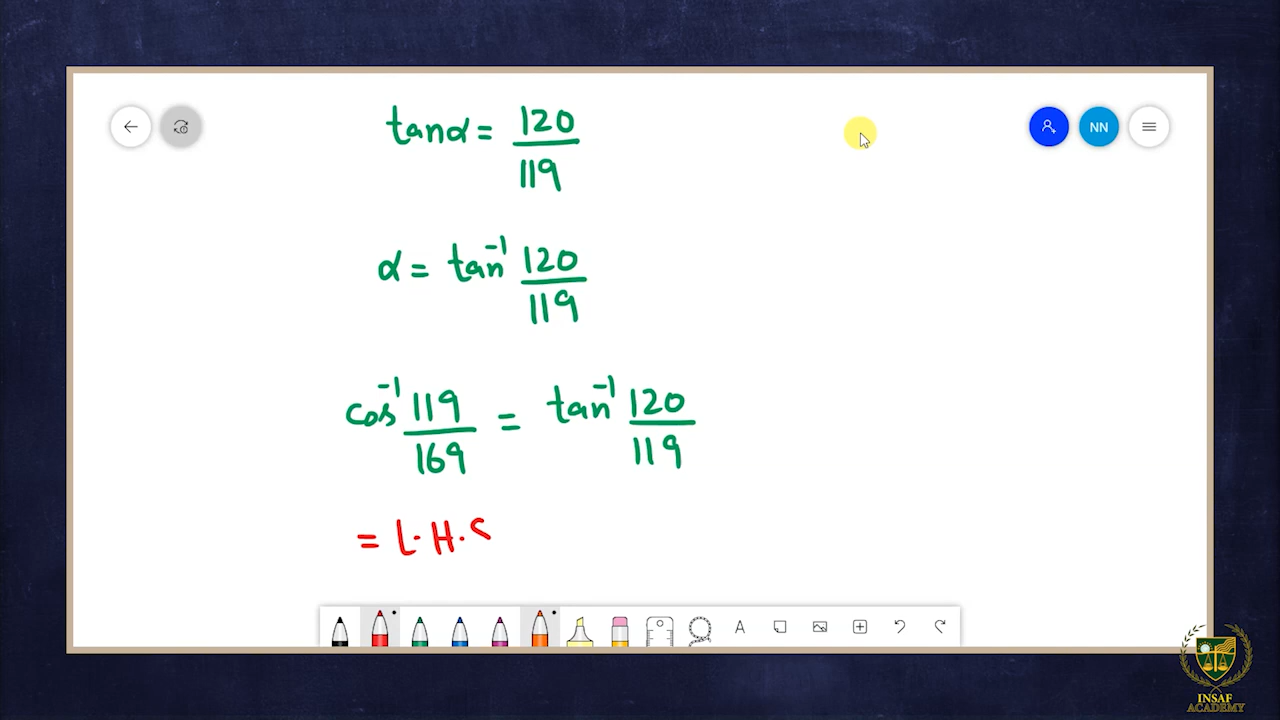 tanα = 120/119
NN
α = tan⁻¹ 120/119
cos⁻¹ 119/169 = tan⁻¹ 120/119
= L.H.S
A
INSAF
ACADEMY